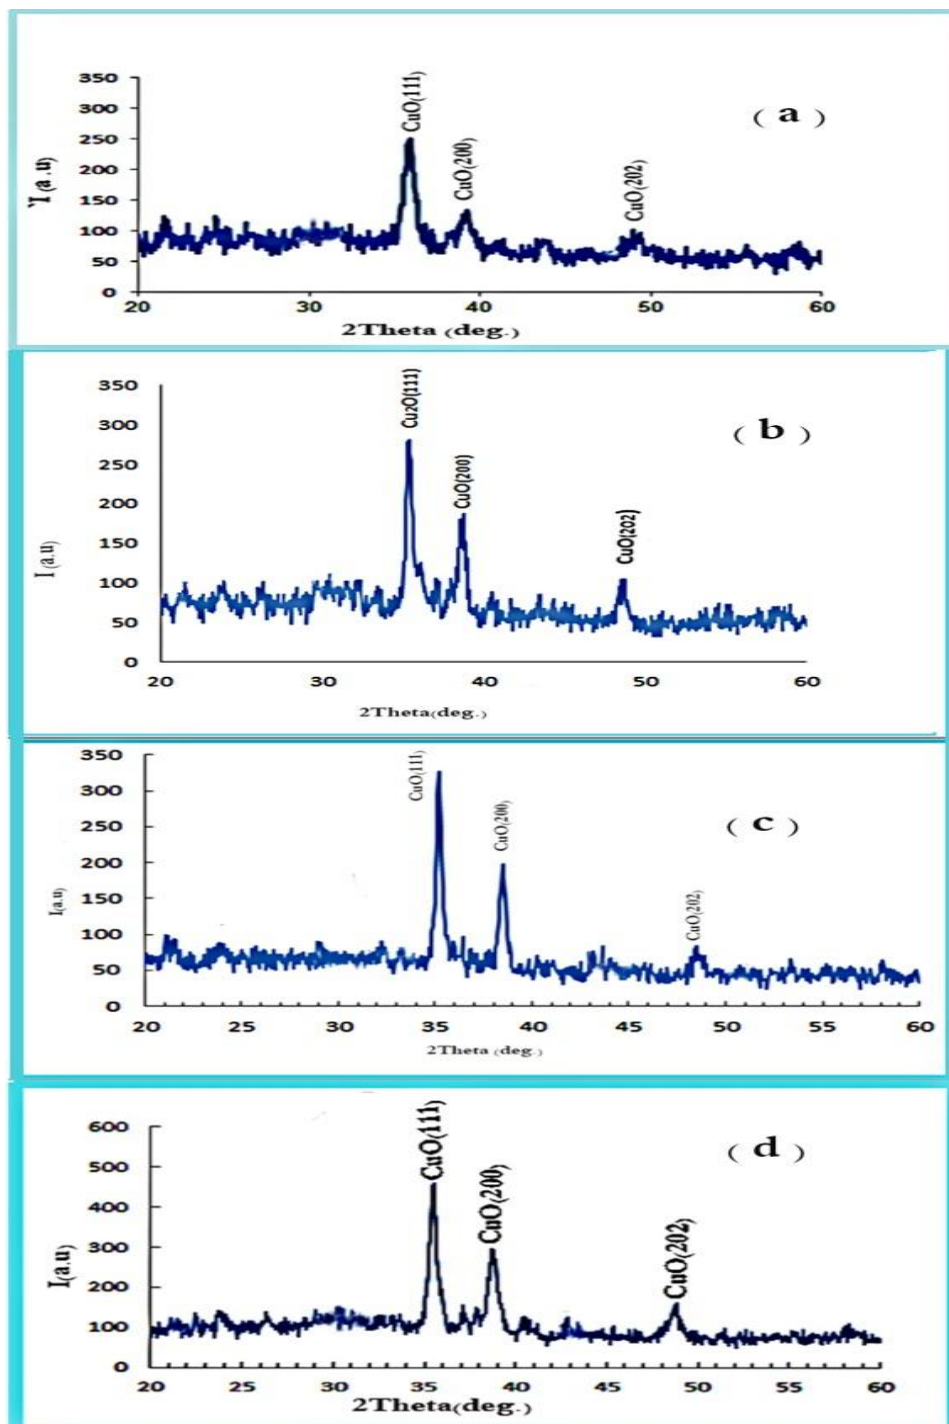 350
CuO(111)
( a )
300
250
CuO(200)
CuO(202)
200
I(a.u)
150
100
50
0
20 30 40 50 60
2Theta (deg.)
350
Cu₂O(111)
( b )
300
CuO(200)
250
CuO(202)
200
150
I (a.u)
100
50
0
20 30 40 50 60
2Theta(deg.)
350
CuO(111)
300
CuO(200)
( c )
250
200
CuO(202)
150
I(a.u)
100
50
0
20 25 30 35 40 45 50 55 60
2Theta (deg.)
600
CuO(111)
( d )
500
CuO(200)
400
300
CuO(202)
I(a.u)
200
100
0
20 25 30 35 40 45 50 55 60
2Theta(deg.)